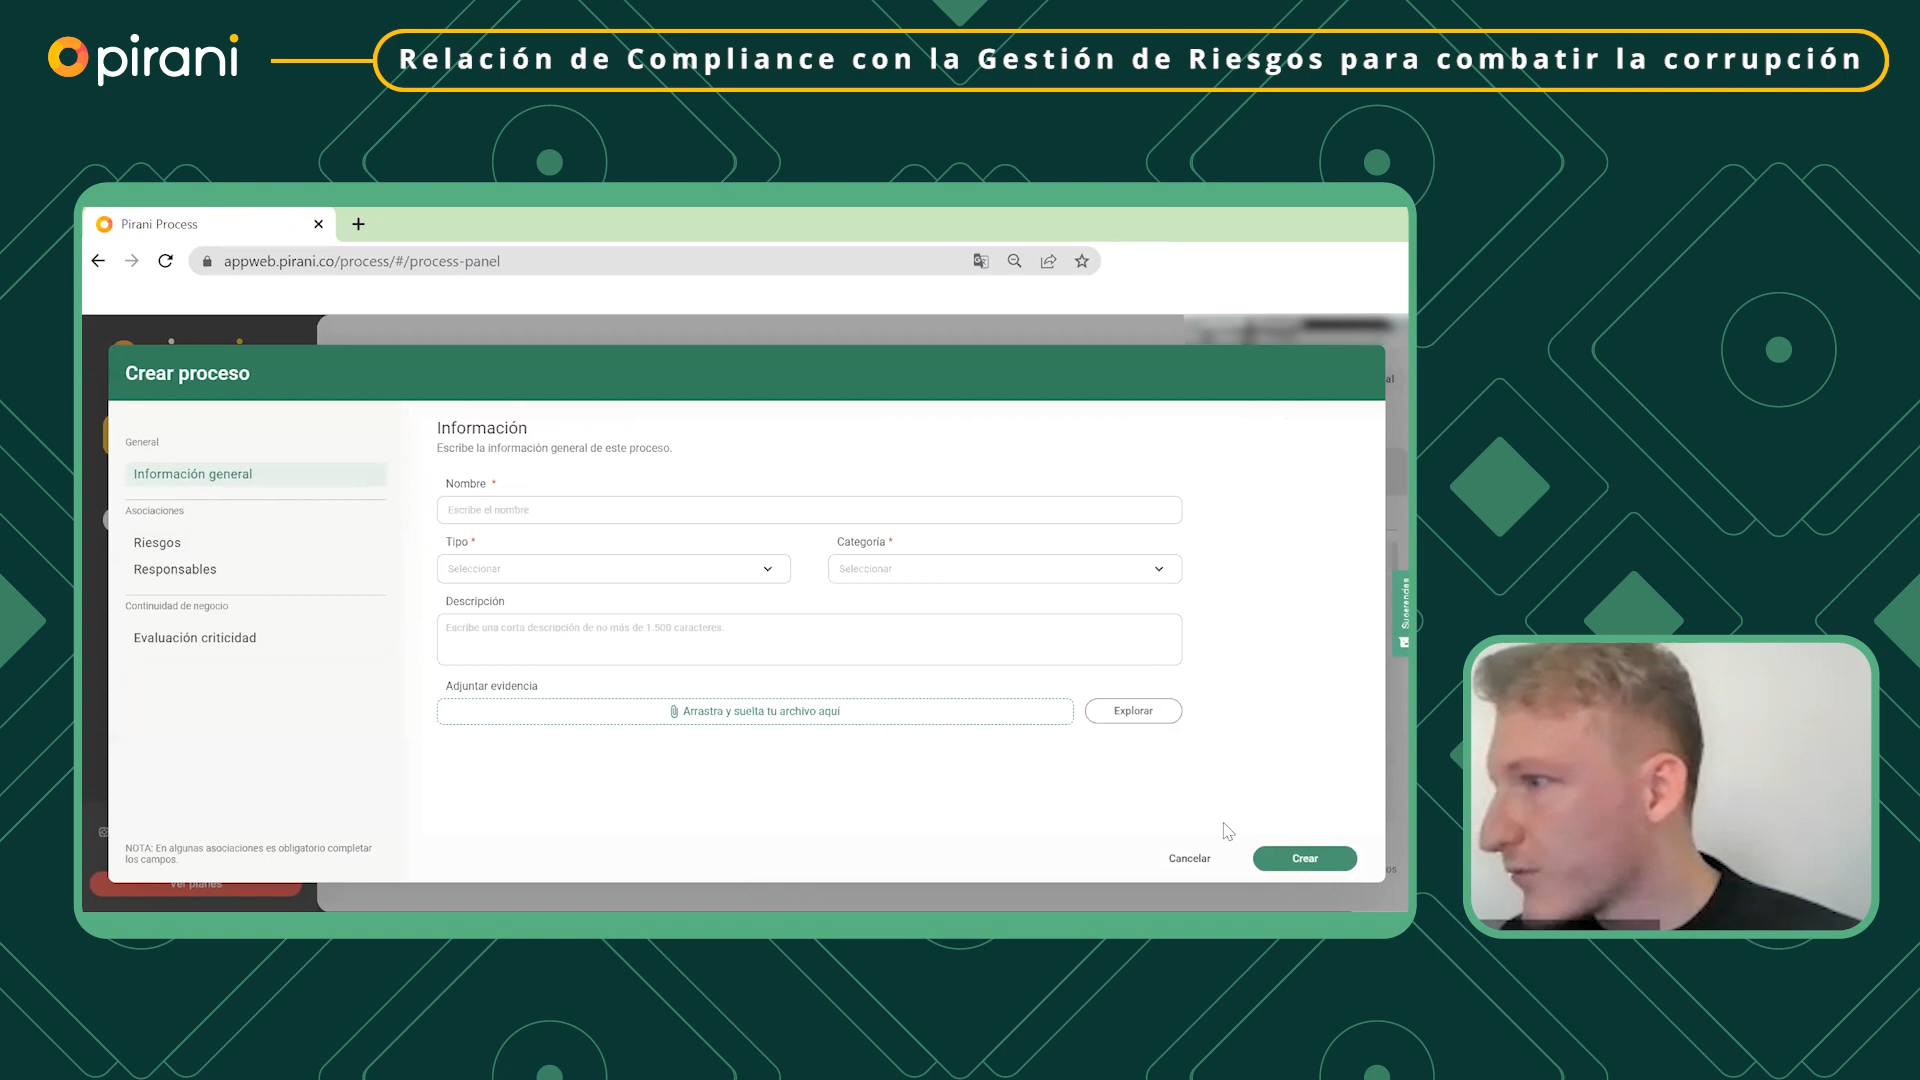 pirani
Relación de Compliance con la Gestión de Riesgos para combatir la corrupción
Pirani Process
appweb.pirani.co/process/#/process-panel
Crear proceso
al
General
Información general
Asociaciones
Riesgos
Responsables
Continuidad de negocio
Evaluación criticidad
NOTA: En algunas asociaciones es obligatorio completar
los campos.
Información
Escribe la información general de este proceso.
Nombre *
Escribe el nombre
Tipo *
Categoría *
Seleccionar
Seleccionar
Descripción
Escribe una corta descripción de no más de 1.500 caracteres.
Adjuntar evidencia
Arrastra y suelta tu archivo aquí
Explorar
Cancelar
Crear
Ver planes
os